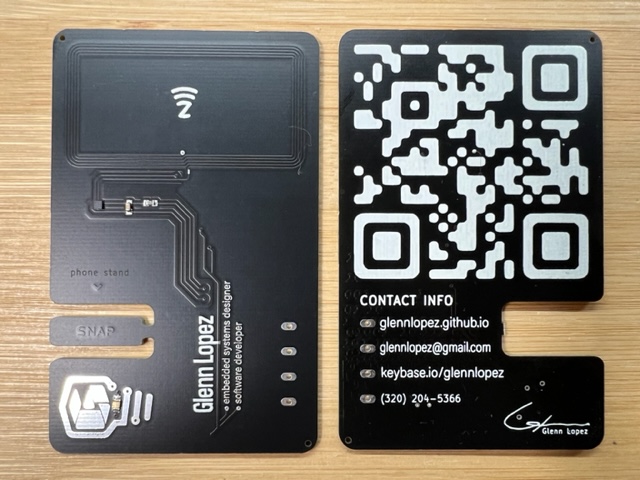 phone stand
SNAP
Glenn Lopez
embedded systems designer
software developer
CONTACT INFO
glennlopez.github.io
glennlopez@gmail.com
keybase.io/glennlopez
(320) 204-5366
Glenn Lopez